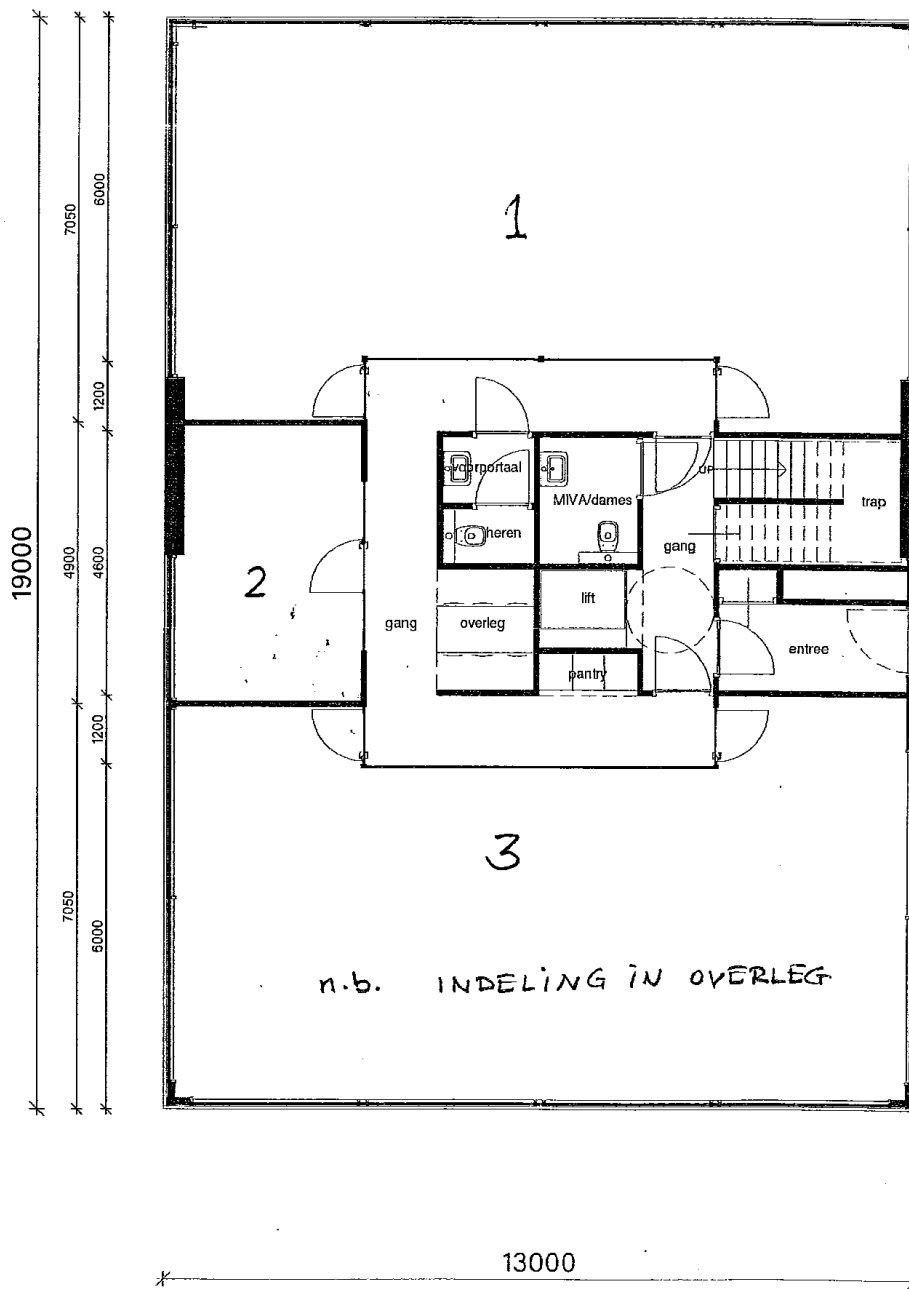 1
6000
7050
1200
voorportaal
UP
MIVA/dames
trap
heren
gang
19000
4900
4600
2
lift
gang
overleg
entree
pantry
1200
3
7050
6000
n.b. INDELING IN OVERLEG
13000